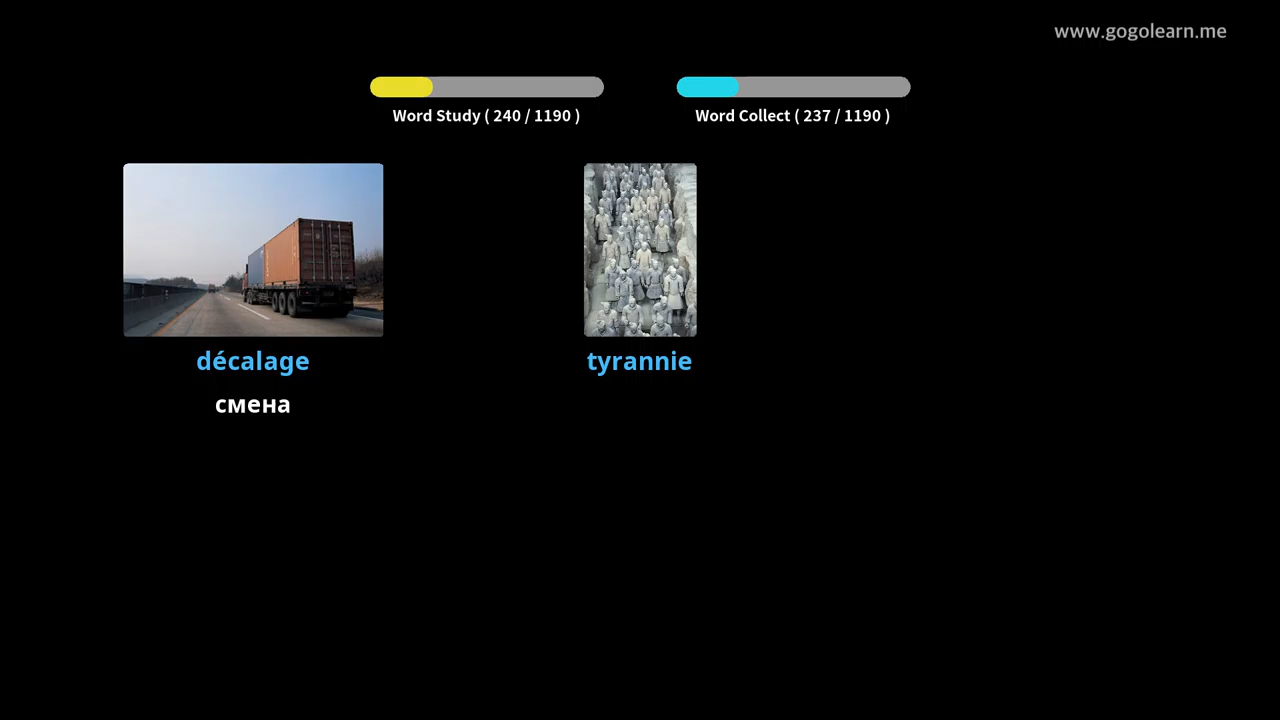 www.gogolearn.me
Word Study ( 240 / 1190 )
Word Collect ( 237 / 1190 )
décalage
tyrannie
смена